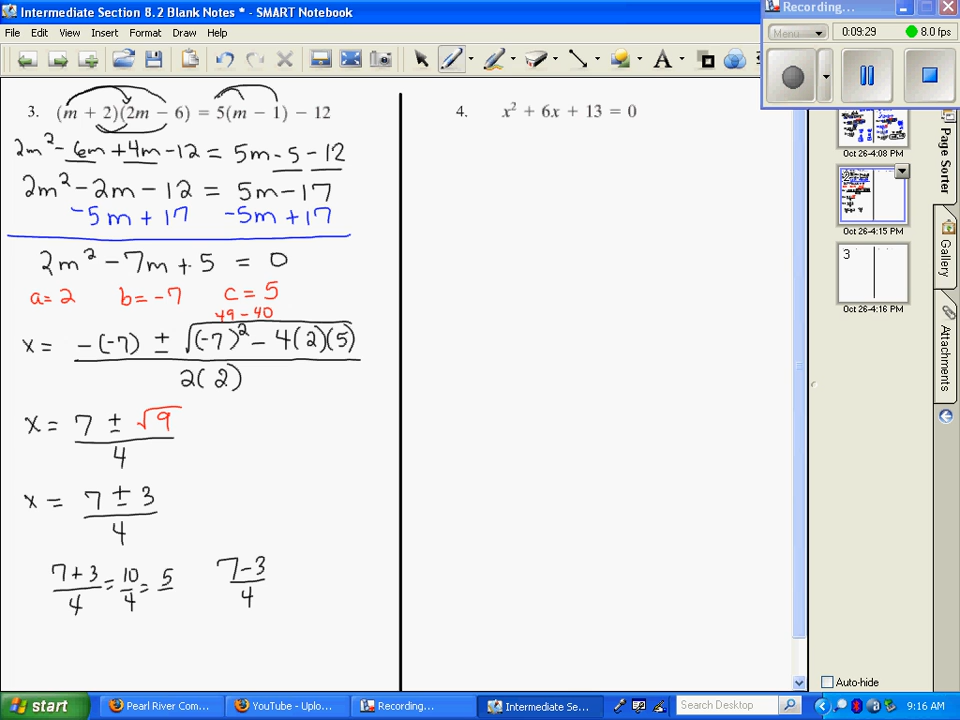 Intermediate Section 8.2 Blank Notes * - SMART Notebook
File Edit View Insert Format Draw Help
Recording...
Menu
0:09:29
8.0 fps
3. (m + 2)(2m − 6) = 5(m − 1) − 12
2m² - 6m + 4m - 12 = 5m - 5 - 12
2m² - 2m - 12 = 5m - 17
-5m + 17 -5m + 17
2m² - 7m + 5 = 0
a = 2 b = -7 c = 5
49 - 40
x = -(-7) ± √(-7)² - 4(2)(5)
2(2)
x = 7 ± √9
4
x = 7 ± 3
4
7 + 3 = 10 = 5
4 4
7 - 3
4
4. x² + 6x + 13 = 0
Oct 26-4:08 PM
Oct 26-4:15 PM
3
Oct 26-4:16 PM
Page Sorter
Gallery
Attachments
Auto-hide
start
Pearl River Com...
YouTube - Uplo...
Recording...
Intermediate Se...
Search Desktop
9:16 AM